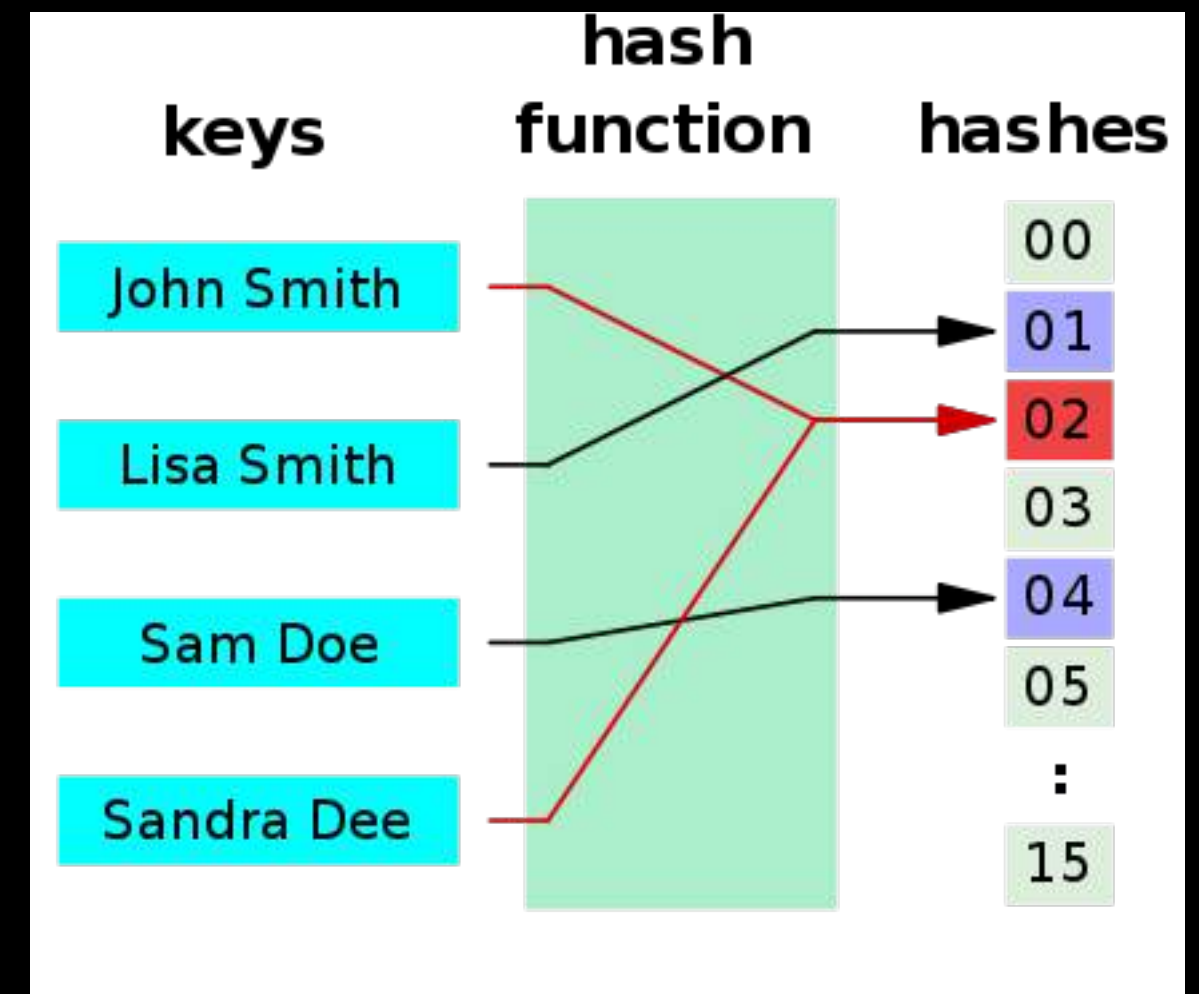 hash
keys function hashes
John Smith
Lisa Smith
Sam Doe
Sandra Dee
00
01
02
03
04
05
:
15